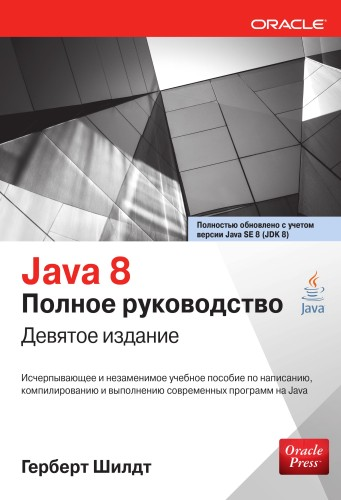 ORACLE
Полностью обновлено с учетом
версии Java SE 8 (JDK 8)
Java 8
Полное руководство
Девятое издание
Java
Исчерпывающее и незаменимое учебное пособие по написанию,
компилированию и выполнению современных программ на Java
Герберт Шилдт
Oracle
Press